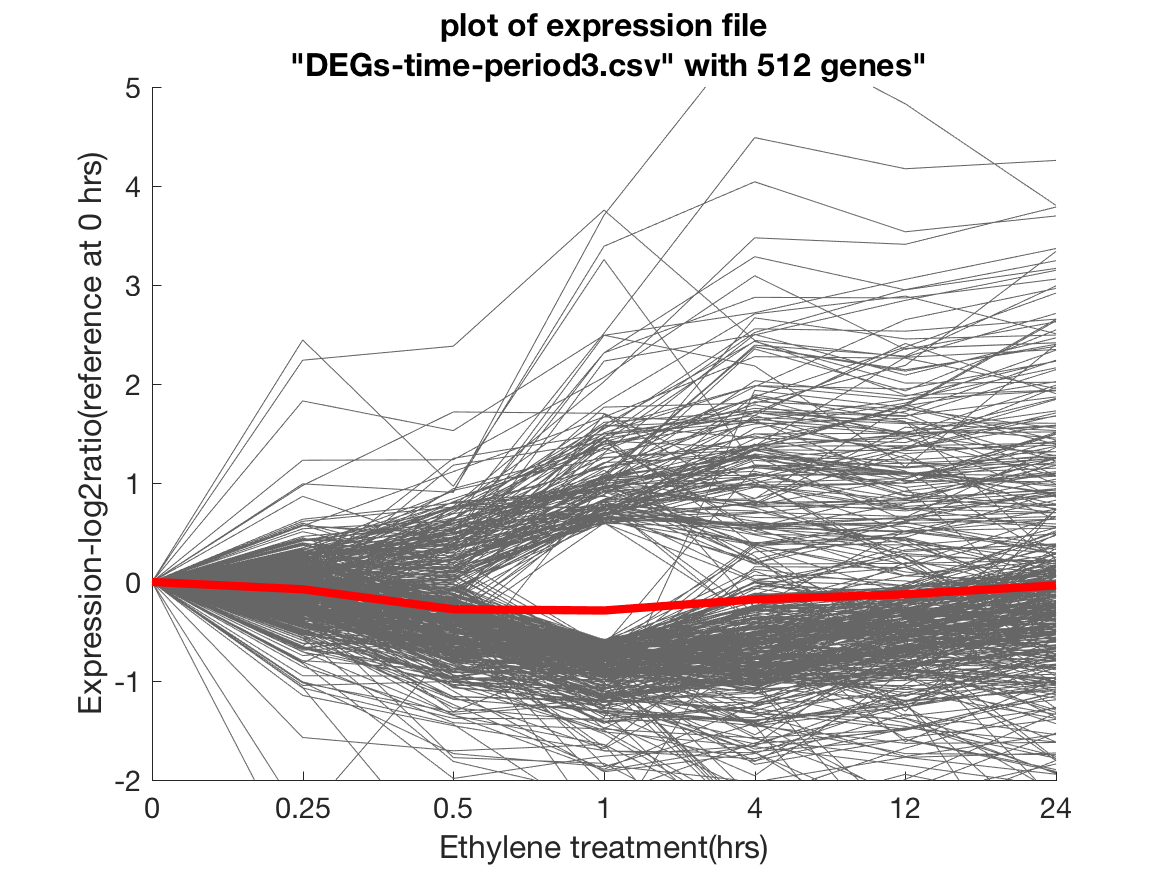 plot of expression file
"DEGs-time-period3.csv" with 512 genes"
Expression-log2ratio(reference at 0 hrs)
5
4
3
2
1
0
-1
-2
0 0.25 0.5 1 4 12 24
Ethylene treatment(hrs)